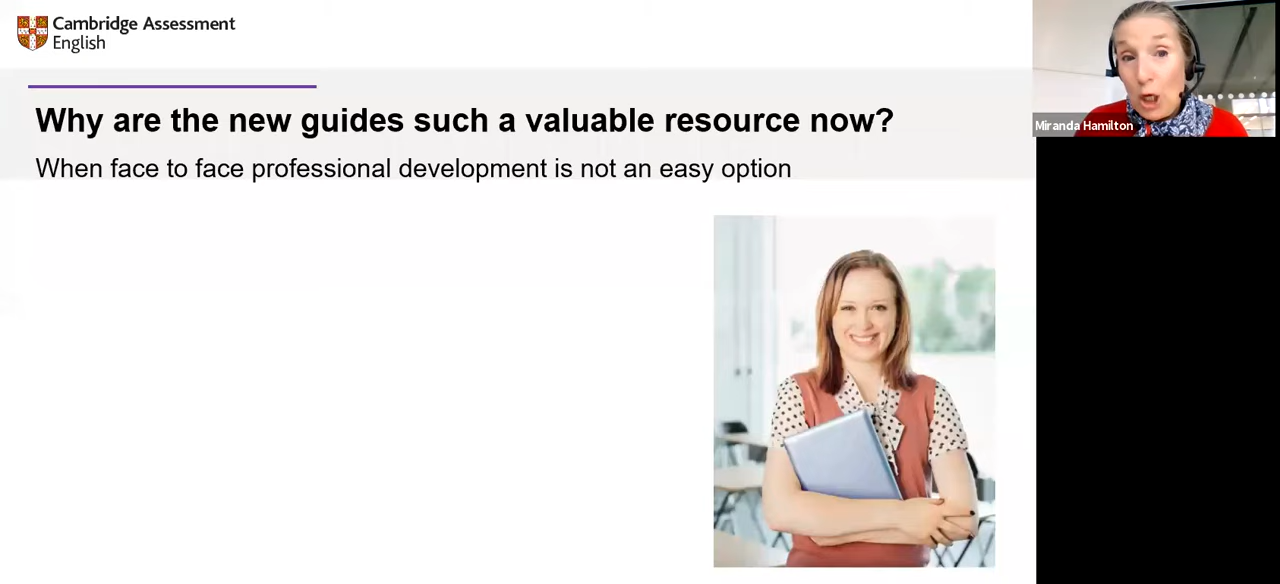 Cambridge Assessment
English
Why are the new guides such a valuable resource now?
When face to face professional development is not an easy option
Miranda Hamilton